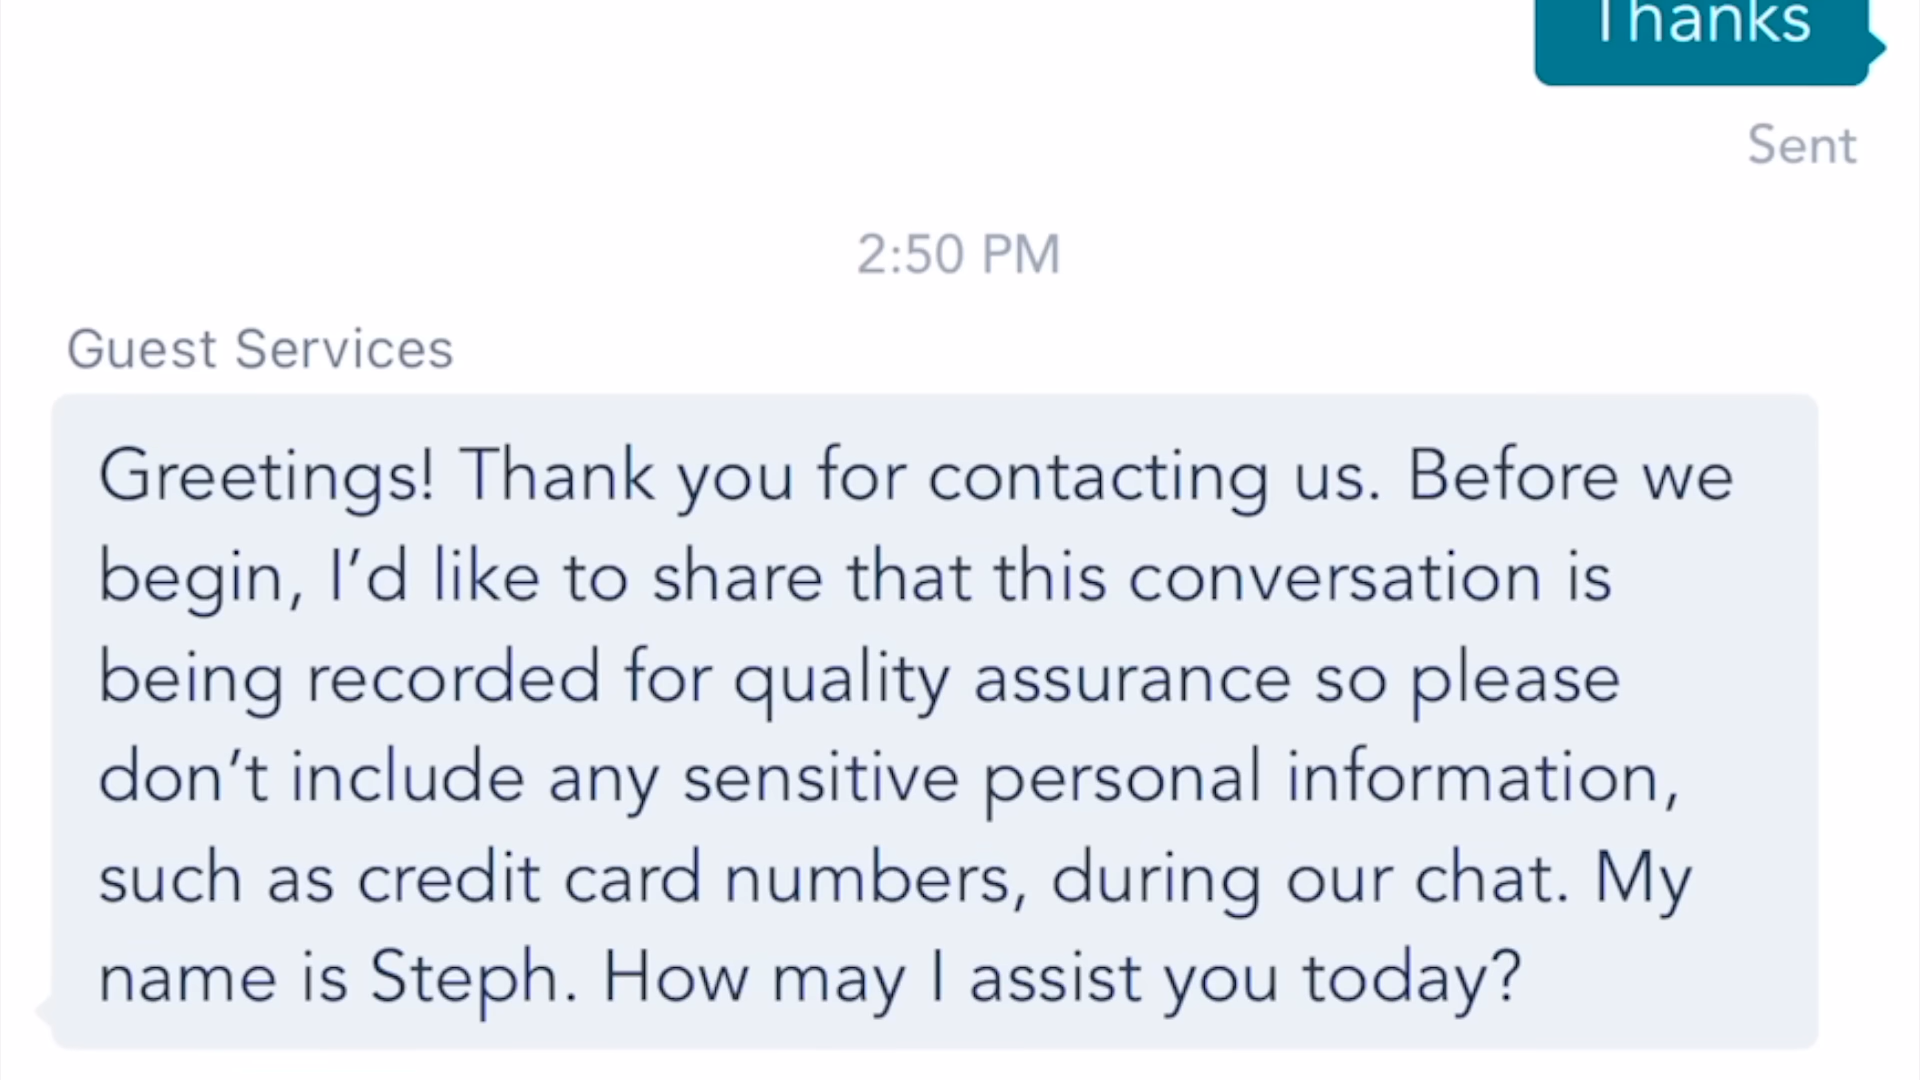 Thanks
Sent
2:50 PM
Guest Services
Greetings! Thank you for contacting us. Before we
begin, I’d like to share that this conversation is
being recorded for quality assurance so please
don’t include any sensitive personal information,
such as credit card numbers, during our chat. My
name is Steph. How may I assist you today?